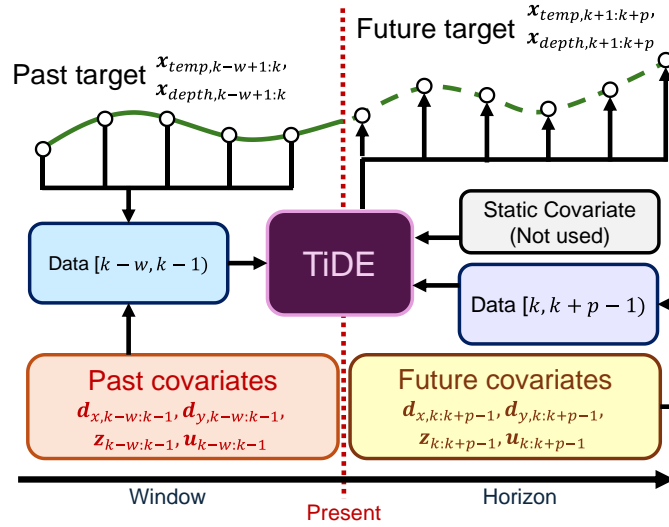 Past target
𝒙_{temp,k−w+1:k},
𝒙_{depth,k−w+1:k}
Future target
𝒙_{temp,k+1:k+p},
𝒙_{depth,k+1:k+p}
Data [k − w, k − 1)
TiDE
Static Covariate
(Not used)
Data [k, k + p − 1)
Past covariates
𝒅_{x,k−w:k−1}, 𝒅_{y,k−w:k−1},
𝒛_{k−w:k−1}, 𝒖_{k−w:k−1}
Future covariates
𝒅_{x,k:k+p−1}, 𝒅_{y,k:k+p−1},
𝒛_{k:k+p−1}, 𝒖_{k:k+p−1}
Window
Present
Horizon